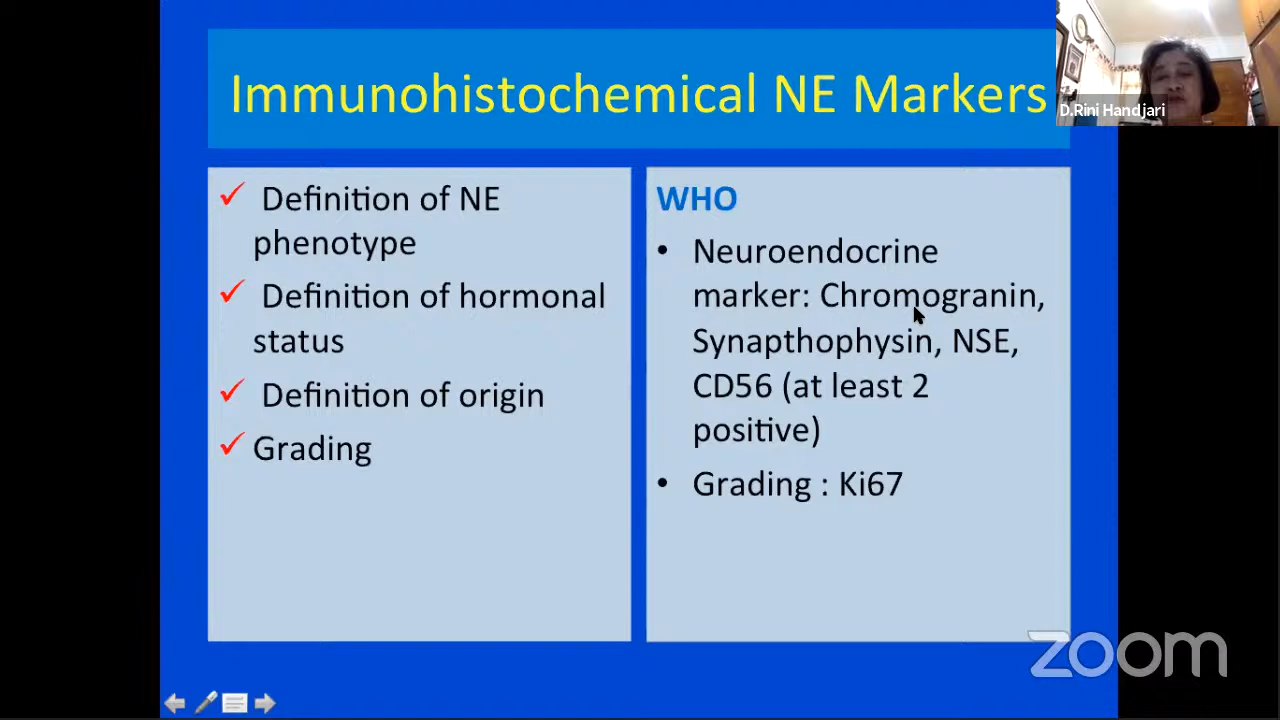 Immunohistochemical NE Markers
D.Rini Handjari
✓ Definition of NE
phenotype
✓ Definition of hormonal
status
✓ Definition of origin
✓ Grading
WHO
• Neuroendocrine
marker: Chromogranin,
Synapthophysin, NSE,
CD56 (at least 2
positive)
• Grading : Ki67
zoom